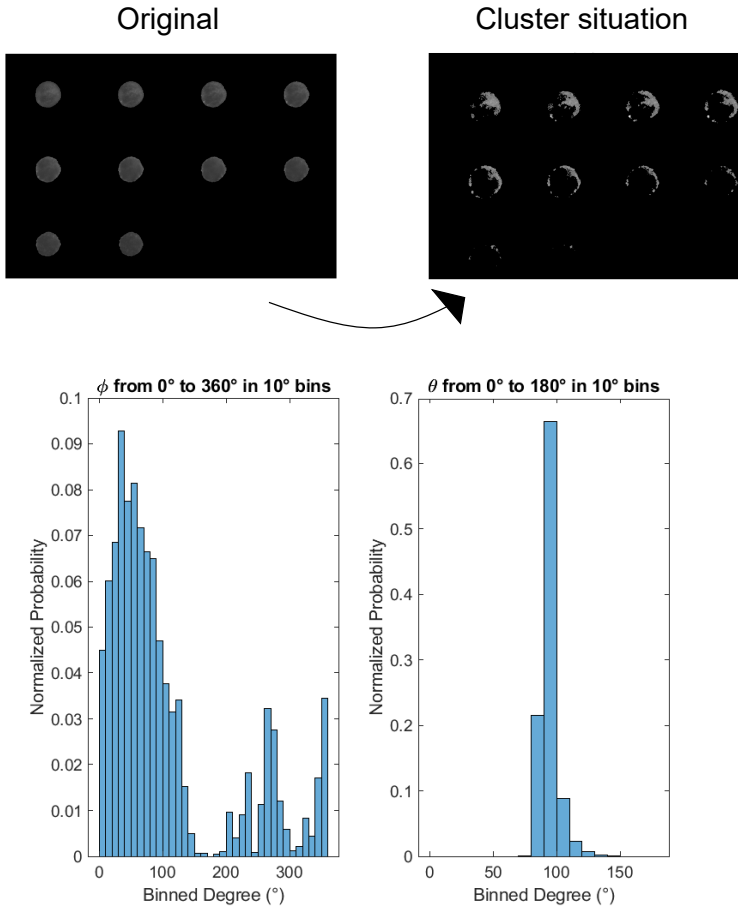 Original
Cluster situation
ϕ from 0° to 360° in 10° bins
0.1
0.09
0.08
0.07
0.06
0.05
0.04
0.03
0.02
0.01
0
Normalized Probability
0 100 200 300
Binned Degree (°)
θ from 0° to 180° in 10° bins
0.7
0.6
0.5
0.4
0.3
0.2
0.1
0
Normalized Probability
0 50 100 150
Binned Degree (°)